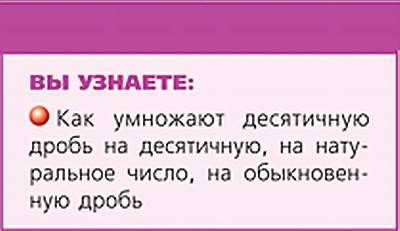 ВЫ УЗНАЕТЕ:
Как умножают десятичную
дробь на десятичную, на нату-
ральное число, на обыкновен-
ную дробь